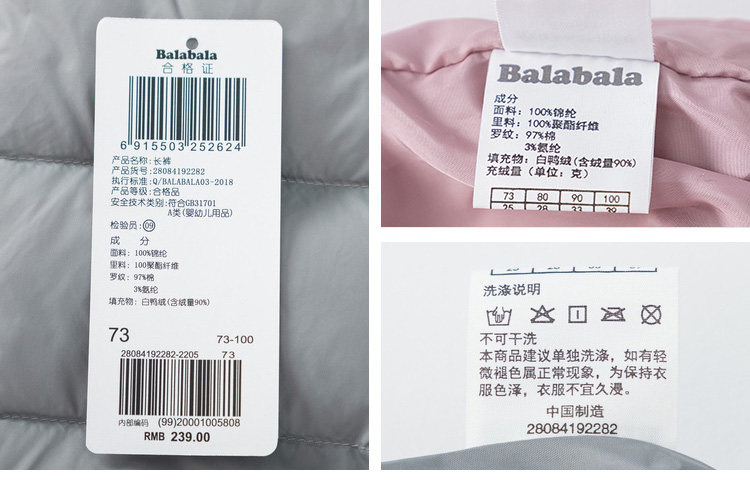 Balabala
合格证
6 915503 252624
产品名称:长裤
产品货号:28084192282
执行标准:Q/BALABALA03-2018
产品等级:合格品
安全技术类别:符合GB31701
A类(婴幼儿用品)
检验员:09
成 分
面料: 100%锦纶
里料: 100聚酯纤维
罗纹: 97%棉
3%氨纶
填充物: 白鸭绒(含绒量90%)
73 73-100
28084192282-2205 73
内部编码 (99)20001005808
RMB 239.00
Balabala
成分
面料: 100%锦纶
里料: 100%聚酯纤维
罗纹: 97%棉
3%氨纶
填充物: 白鸭绒(含绒量90%)
充绒量(单位: 克)
73 80 90 100
25 28 33 39
洗涤说明
不可干洗
本商品建议单独洗涤,如有轻
微褪色属正常现象,为保持衣
服色泽,衣服不宜久浸。
中国制造
28084192282